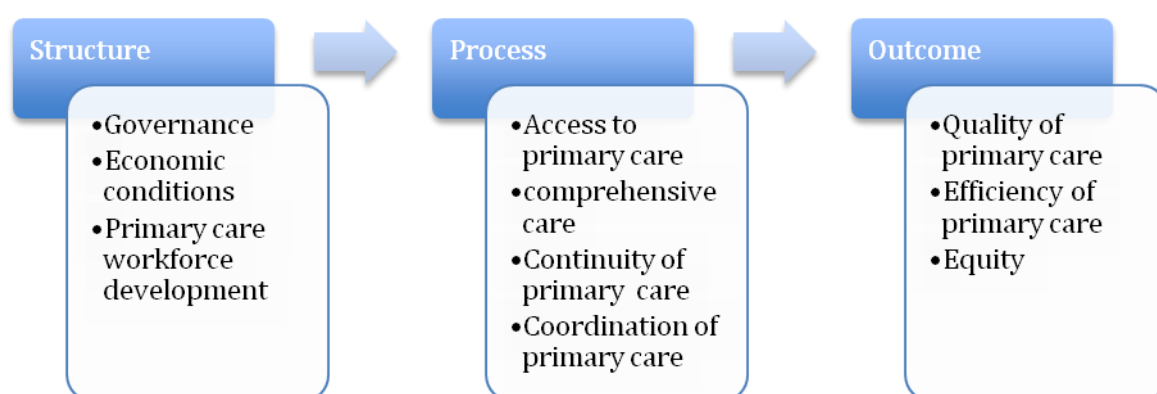 Structure
•Governance
•Economic
conditions
•Primary care
workforce
development
Process
•Access to
primary care
•comprehensive
care
•Continuity of
primary care
•Coordination of
primary care
Outcome
•Quality of
primary care
•Efficiency of
primary care
•Equity